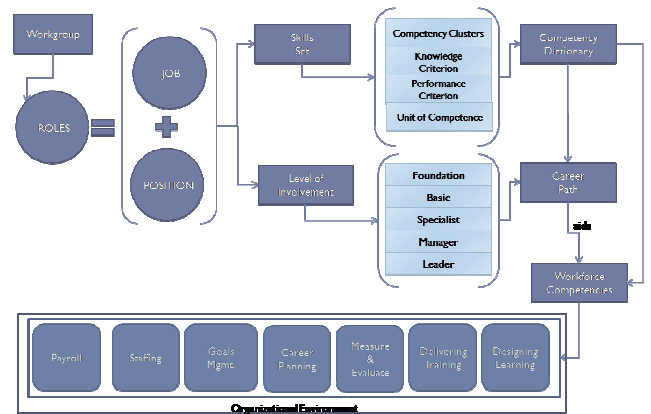 Workgroup
ROLES
JOB
POSITION
Skills
Set
Level of
Involvement
Competency Clusters
Knowledge
Criterion
Performance
Criterion
Unit of Competence
Foundation
Basic
Specialist
Manager
Leader
Competency
Dictionary
Career
Path
aids
Workforce
Competencies
Payroll
Staffing
Goals
Mgmt.
Career
Planning
Measure
&
Evaluate
Delivering
Training
Designing
Learning
Organizational Environment